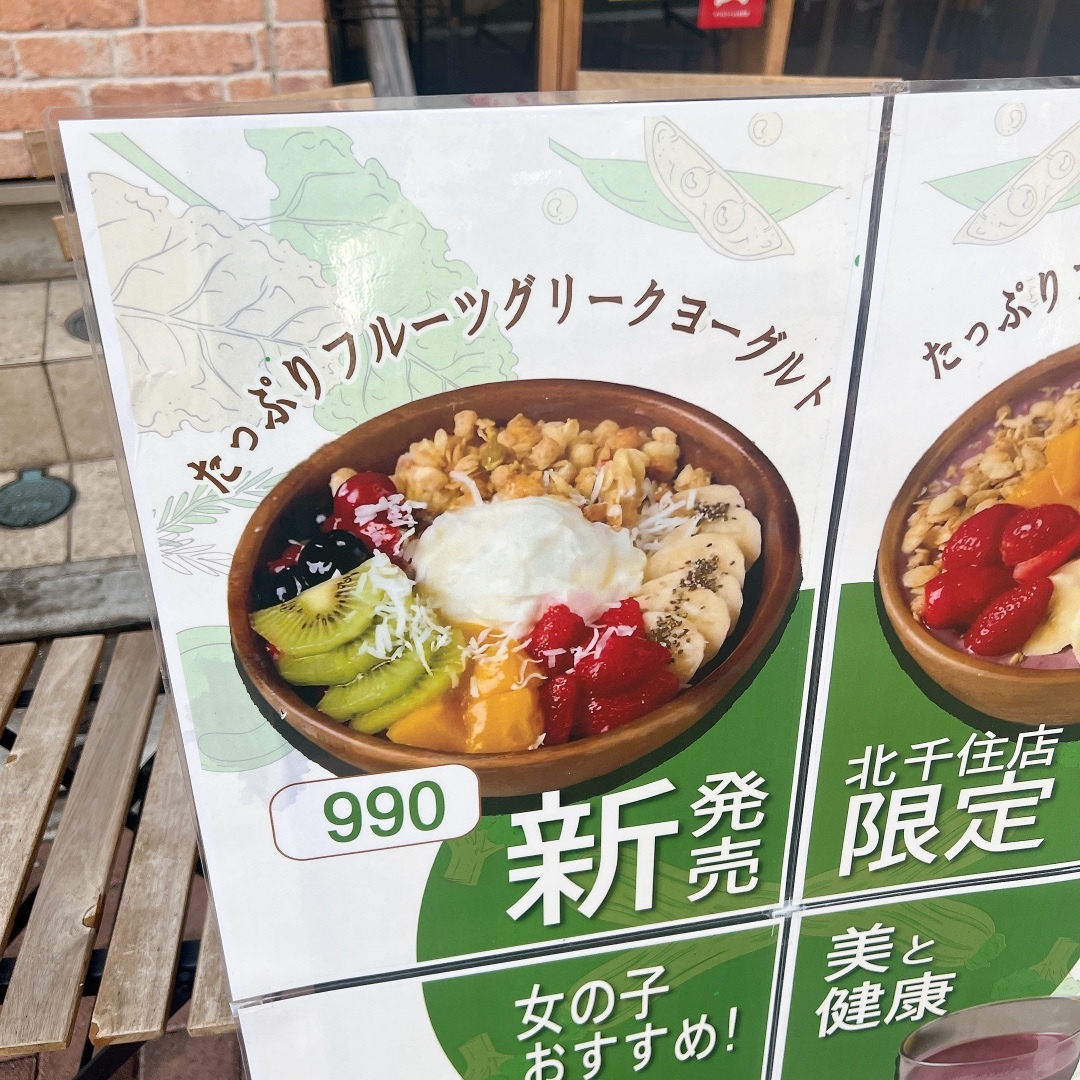 たっぷりフルーツグリークヨーグルト
990
新発売
たっぷり
北千住店
限定
女の子
おすすめ!
美と
健康